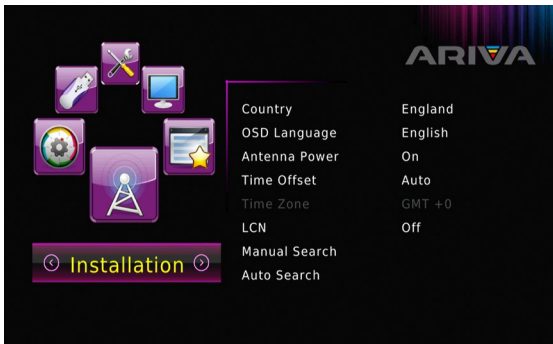 ARIVA
Country England
OSD Language English
Antenna Power On
Time Offset Auto
Time Zone GMT +0
LCN Off
Manual Search
Auto Search
Installation